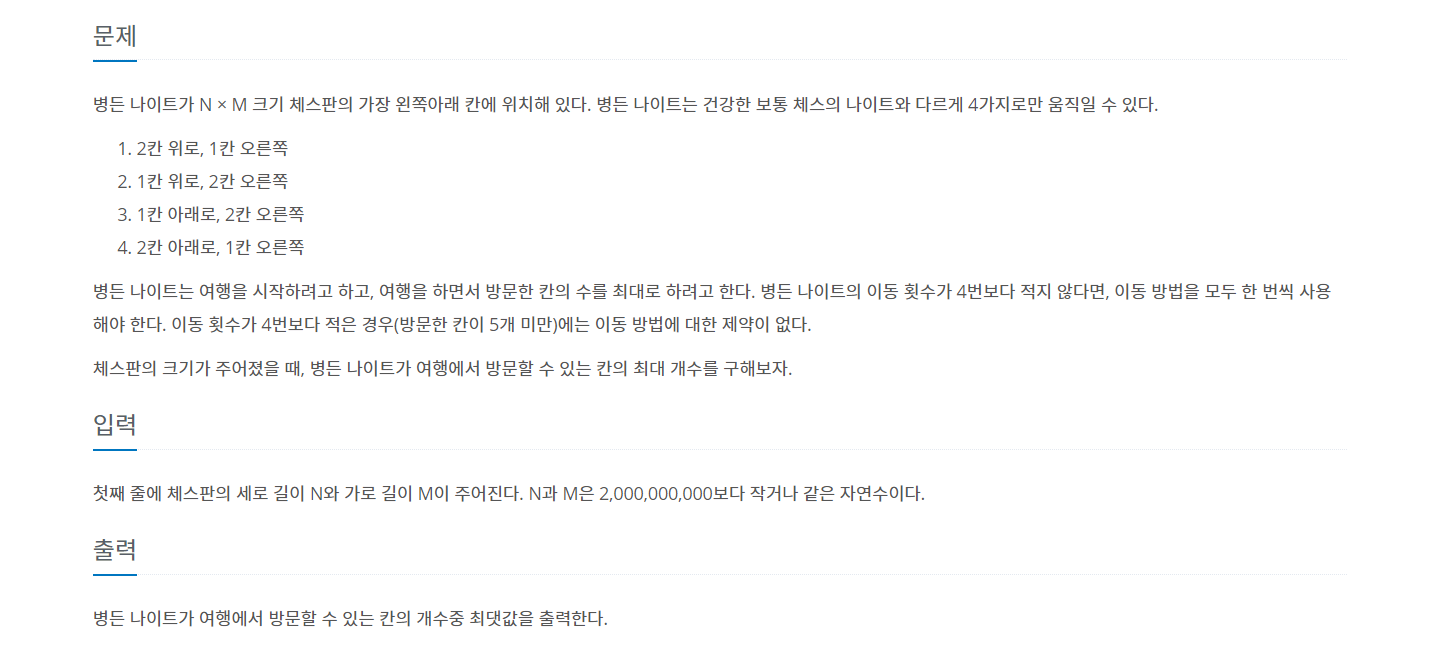 문제
병든 나이트가 N × M 크기 체스판의 가장 왼쪽아래 칸에 위치해 있다. 병든 나이트는 건강한 보통 체스의 나이트와 다르게 4가지로만 움직일 수 있다.
1. 2칸 위로, 1칸 오른쪽
2. 1칸 위로, 2칸 오른쪽
3. 1칸 아래로, 2칸 오른쪽
4. 2칸 아래로, 1칸 오른쪽
병든 나이트는 여행을 시작하려고 하고, 여행을 하면서 방문한 칸의 수를 최대로 하려고 한다. 병든 나이트의 이동 횟수가 4번보다 적지 않다면, 이동 방법을 모두 한 번씩 사용
해야 한다. 이동 횟수가 4번보다 적은 경우(방문한 칸이 5개 미만)에는 이동 방법에 대한 제약이 없다.
체스판의 크기가 주어졌을 때, 병든 나이트가 여행에서 방문할 수 있는 칸의 최대 개수를 구해보자.
입력
첫째 줄에 체스판의 세로 길이 N와 가로 길이 M이 주어진다. N과 M은 2,000,000,000보다 작거나 같은 자연수이다.
출력
병든 나이트가 여행에서 방문할 수 있는 칸의 개수중 최댓값을 출력한다.